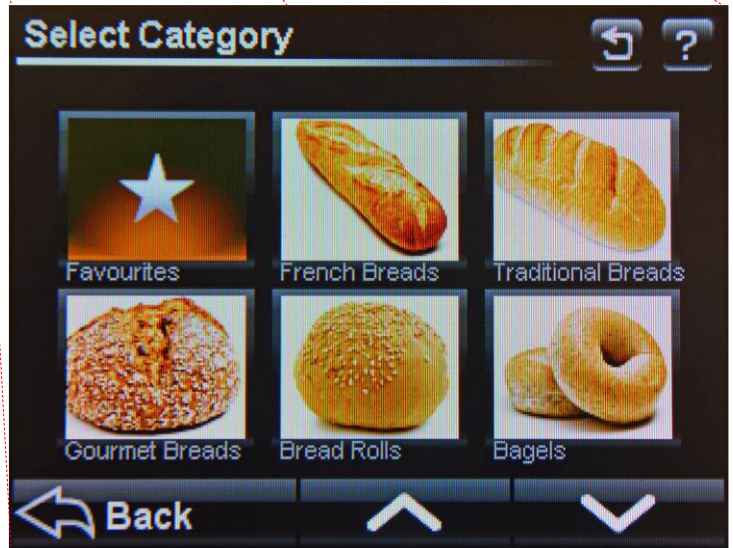 Select Category
?
Favourites
French Breads
Traditional Breads
Gourmet Breads
Bread Rolls
Bagels
Back